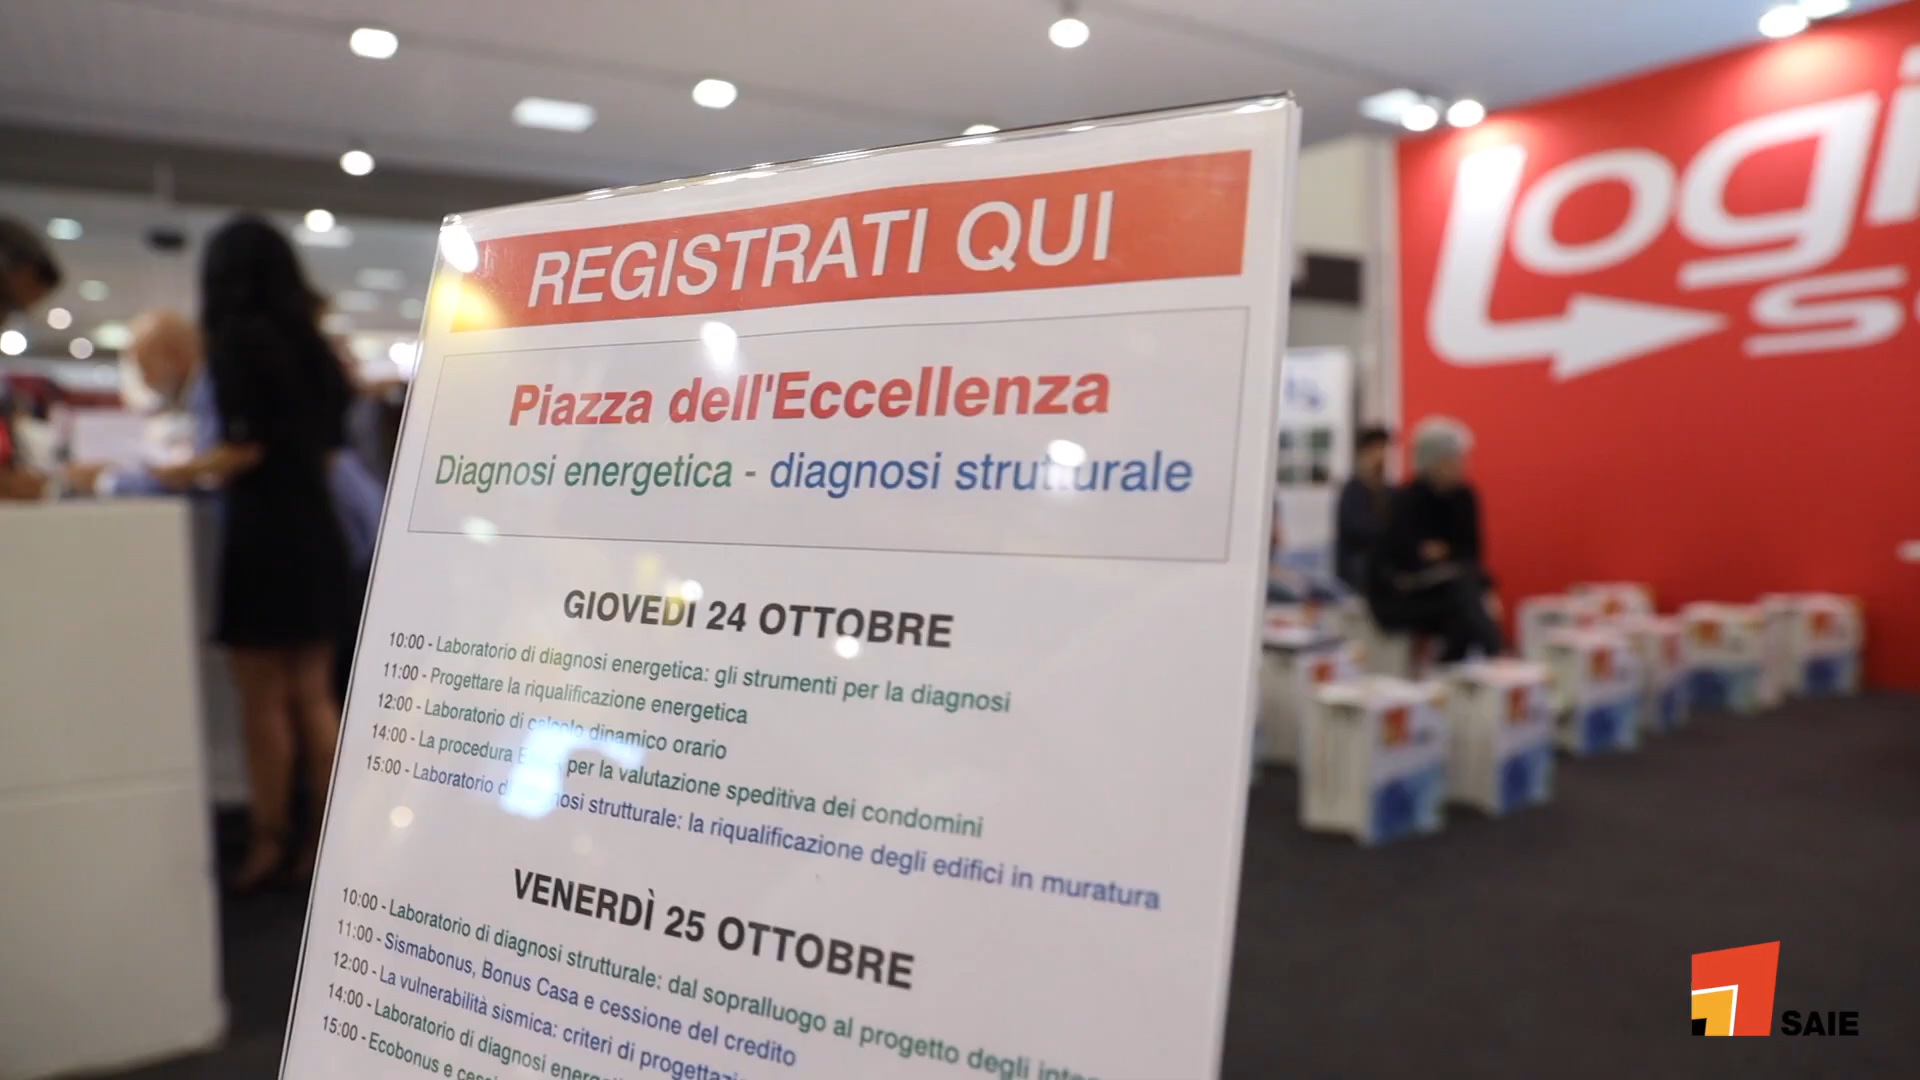 REGISTRATI QUI
Piazza dell'Eccellenza
Diagnosi energetica - diagnosi strutturale
GIOVEDÌ 24 OTTOBRE
10:00 - Laboratorio di diagnosi energetica: gli strumenti per la diagnosi
11:00 - Progettare la riqualificazione energetica
12:00 - Laboratorio di calcolo dinamico orario
14:00 - La procedura per la valutazione speditiva dei condomini
15:00 - Laboratorio di diagnosi strutturale: la riqualificazione degli edifici in muratura
VENERDÌ 25 OTTOBRE
10:00 - Laboratorio di diagnosi strutturale: dal sopralluogo al progetto degli
11:00 - Sismabonus, Bonus Casa e cessione del credito
12:00 - La vulnerabilità sismica: criteri di
14:00 - Laboratorio di diagnosi
15:00 - Ecobonus e
Logi
S
SAIE